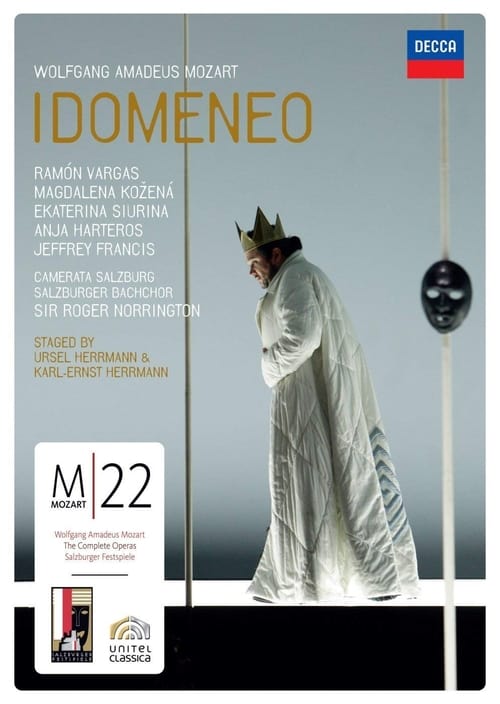 DECCA
WOLFGANG AMADEUS MOZART
IDOMENEO
RAMÓN VARGAS
MAGDALENA KOŽENÁ
EKATERINA SIURINA
ANJA HARTEROS
JEFFREY FRANCIS
CAMERATA SALZBURG
SALZBURGER BACHCHOR
SIR ROGER NORRINGTON
STAGED BY
URSEL HERRMANN &
KARL-ERNST HERRMANN
M|22
MOZART
Wolfgang Amadeus Mozart
The Complete Operas
Salzburger Festspiele
SALZBURGER
FESTSPIELE
UNITEL
CLASSICA